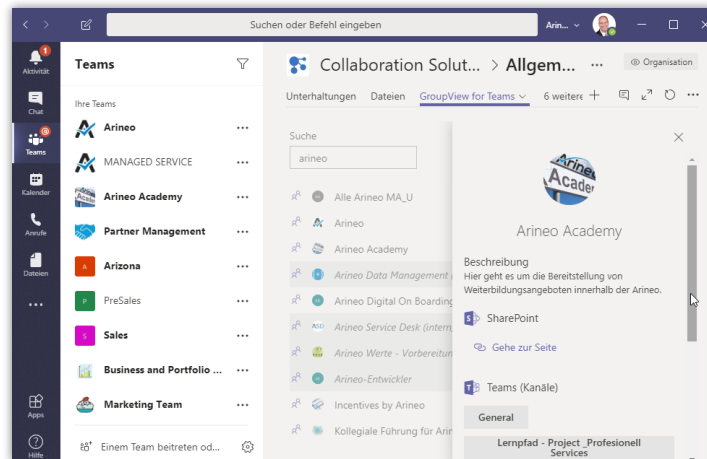 Suchen oder Befehl eingeben
Arin...
Aktivität
Chat
Teams
Kalender
Anrufe
Dateien
Apps
Hilfe
Teams
Ihre Teams
Arineo
MANAGED SERVICE
Arineo Academy
Partner Management
A Arizona
P PreSales
S Sales
Business and Portfolio ...
Marketing Team
Einem Team beitreten od...
Collaboration Solut... > Allgem... ...
Organisation
Unterhaltungen Dateien GroupView for Teams 6 weitere
Suche
arineo
Alle Arineo MA_U
Arineo
Arineo Academy
Arineo Data Management
Arineo Digital On Boarding
ASD Arineo Service Desk (intern
Arineo Werte - Vorbereitun
Arineo-Entwickler
Incentives by Arineo
Kollegiale Führung für Arin
Arineo
Acade
Arineo Academy
Beschreibung
Hier geht es um die Bereitstellung von
Weiterbildungsangeboten innerhalb der Arineo.
SharePoint
Gehe zur Seite
Teams (Kanäle)
General
Lernpfad - Project _Profesionell
Services